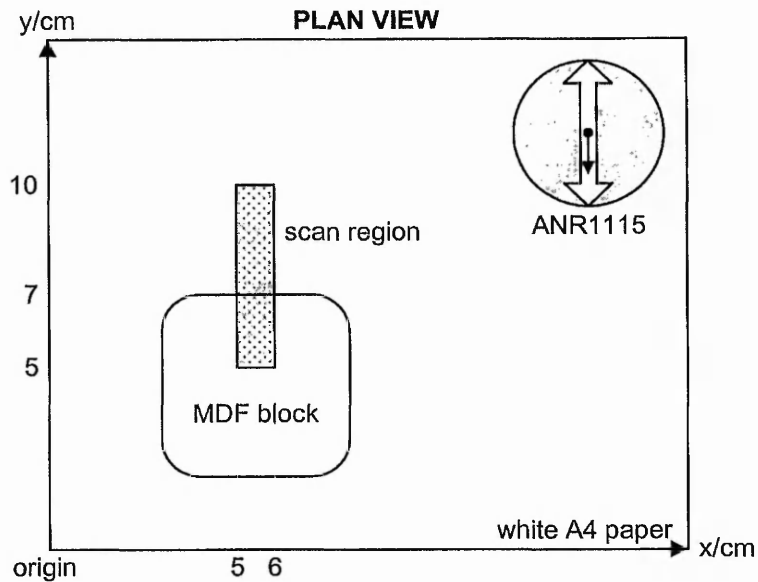 y/cm
PLAN VIEW
10
scan region
ANR1115
7
5
MDF block
white A4 paper
x/cm
origin
5 6